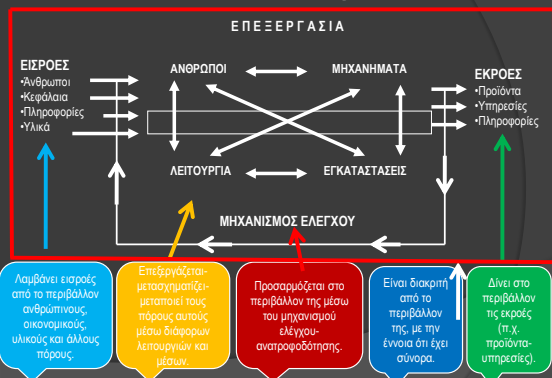 ΕΠΕΞΕΡΓΑΣΙΑ
ΕΙΣΡΟΕΣ
•Άνθρωποι
•Κεφάλαια
•Πληροφορίες
•Υλικά
ΑΝΘΡΩΠΟΙ
ΜΗΧΑΝΗΜΑΤΑ
ΛΕΙΤΟΥΡΓΙΑ
ΕΓΚΑΤΑΣΤΑΣΕΙΣ
ΕΚΡΟΕΣ
•Προϊόντα
•Υπηρεσίες
•Πληροφορίες
ΜΗΧΑΝΙΣΜΟΣ ΕΛΕΓΧΟΥ
Λαμβάνει εισροές
από το περιβάλλον
ανθρώπινους,
οικονομικούς,
υλικούς και άλλους
πόρους.
Επεξεργάζεται-
μετασχηματίζει-
μεταποιεί τους
πόρους αυτούς
μέσω διάφορων
λειτουργιών και
μέσων.
Προσαρμόζεται στο
περιβάλλον της μέσω
του μηχανισμού
ελέγχου-
ανατροφοδότησης.
Είναι διακριτή
από το
περιβάλλον
της, με την
έννοια ότι έχει
σύνορα.
Δίνει στο
περιβάλλον
τις εκροές
(π.χ.
προϊόντα-
υπηρεσίες).